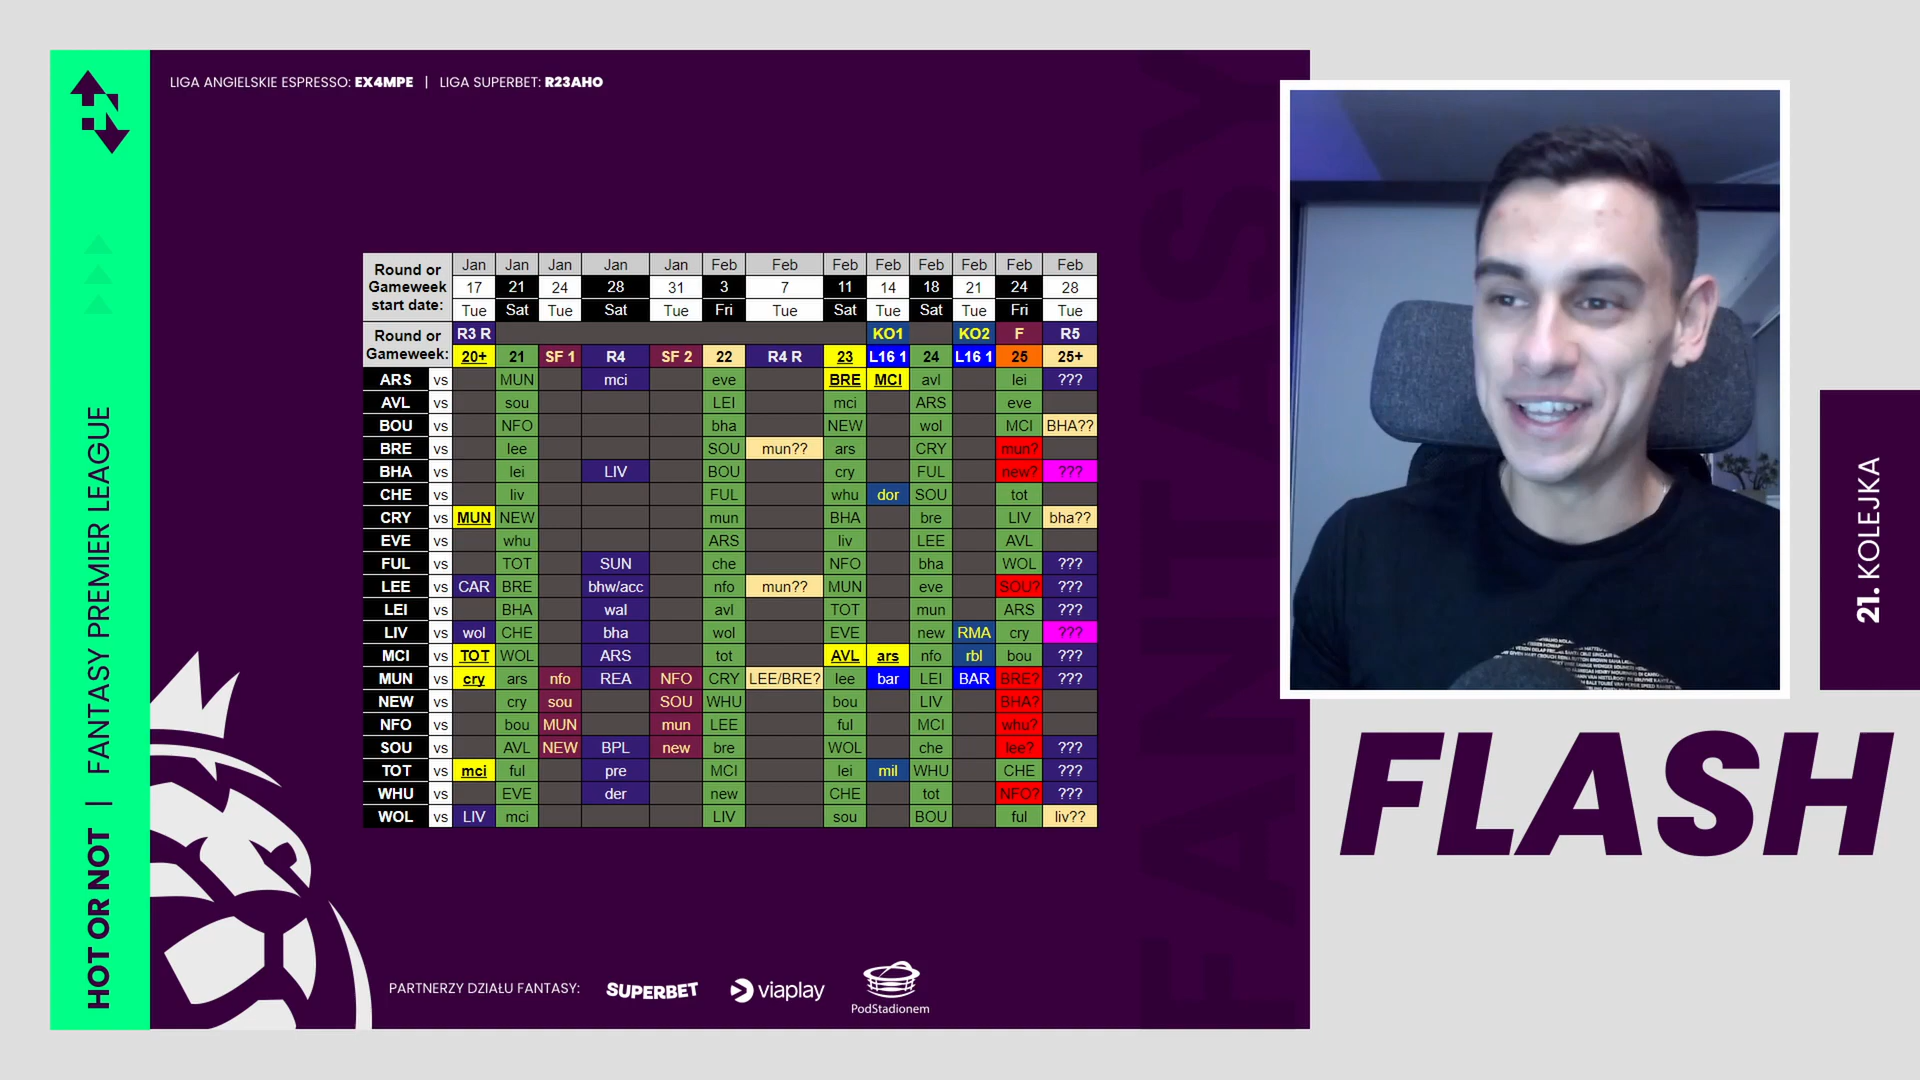 LIGA ANGIELSKIE ESPRESSO: EX4MPE | LIGA SUPERBET: R23AHO
HOT OR NOT | FANTASY PREMIER LEAGUE
Round or Gameweek start date: Jan Jan Jan Jan Jan Feb Feb Feb Feb Feb Feb Feb Feb
17 21 24 28 31 3 7 11 14 18 21 24 28
Tue Sat Tue Sat Tue Fri Tue Sat Tue Sat Tue Fri Tue
Round or Gameweek: R3 R KO1 KO2 F R5
20+ 21 SF 1 R4 SF 2 22 R4 R 23 L16 1 24 L16 1 25 25+
ARS vs MUN mci eve BRE MCI avl lei ???
AVL vs sou LEI mci ARS eve
BOU vs NFO bha NEW wol MCI BHA??
BRE vs lee SOU mun?? ars CRY mun?
BHA vs lei LIV BOU cry FUL new? ???
CHE vs liv FUL whu dor SOU tot
CRY vs MUN NEW mun BHA bre LIV bha??
EVE vs whu ARS liv LEE AVL
FUL vs TOT SUN che NFO bha WOL ???
LEE vs CAR BRE bhw/acc nfo mun?? MUN eve SOU? ???
LEI vs BHA wal avl TOT mun ARS ???
LIV vs wol CHE bha wol EVE new RMA cry ???
MCI vs TOT WOL ARS tot AVL ars nfo rbl bou ???
MUN vs cry ars nfo REA NFO CRY LEE/BRE? lee bar LEI BAR BRE? ???
NEW vs cry sou SOU WHU bou LIV BHA?
NFO vs bou MUN mun LEE ful MCI whu?
SOU vs AVL NEW BPL new bre WOL che lee? ???
TOT vs mci ful pre MCI lei mil WHU CHE ???
WHU vs EVE der new CHE tot NFO? ???
WOL vs LIV mci LIV sou BOU ful liv??
PARTNERZY DZIAŁU FANTASY: SUPERBET viaplay PodStadionem
FANTASY
21. KOLEJKA
FLASH